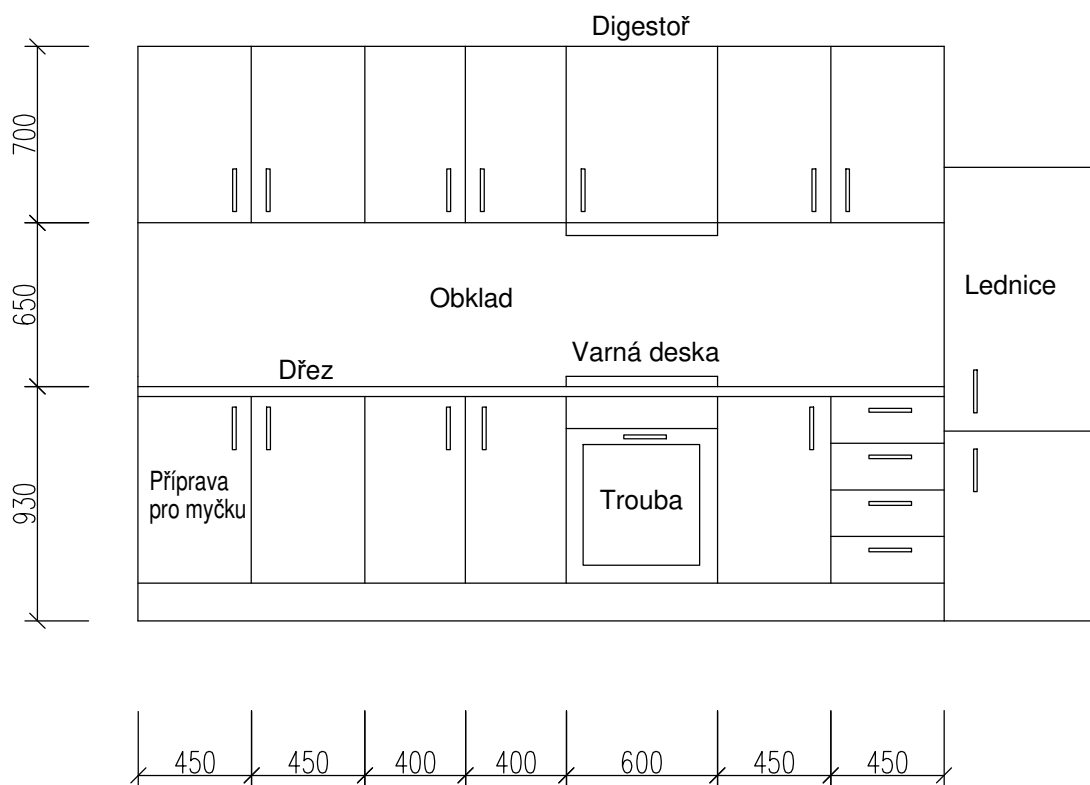 Digestoř
700
650
930
Obklad
Lednice
Varná deska
Dřez
Příprava
pro myčku
Trouba
450 450 400 400 600 450 450